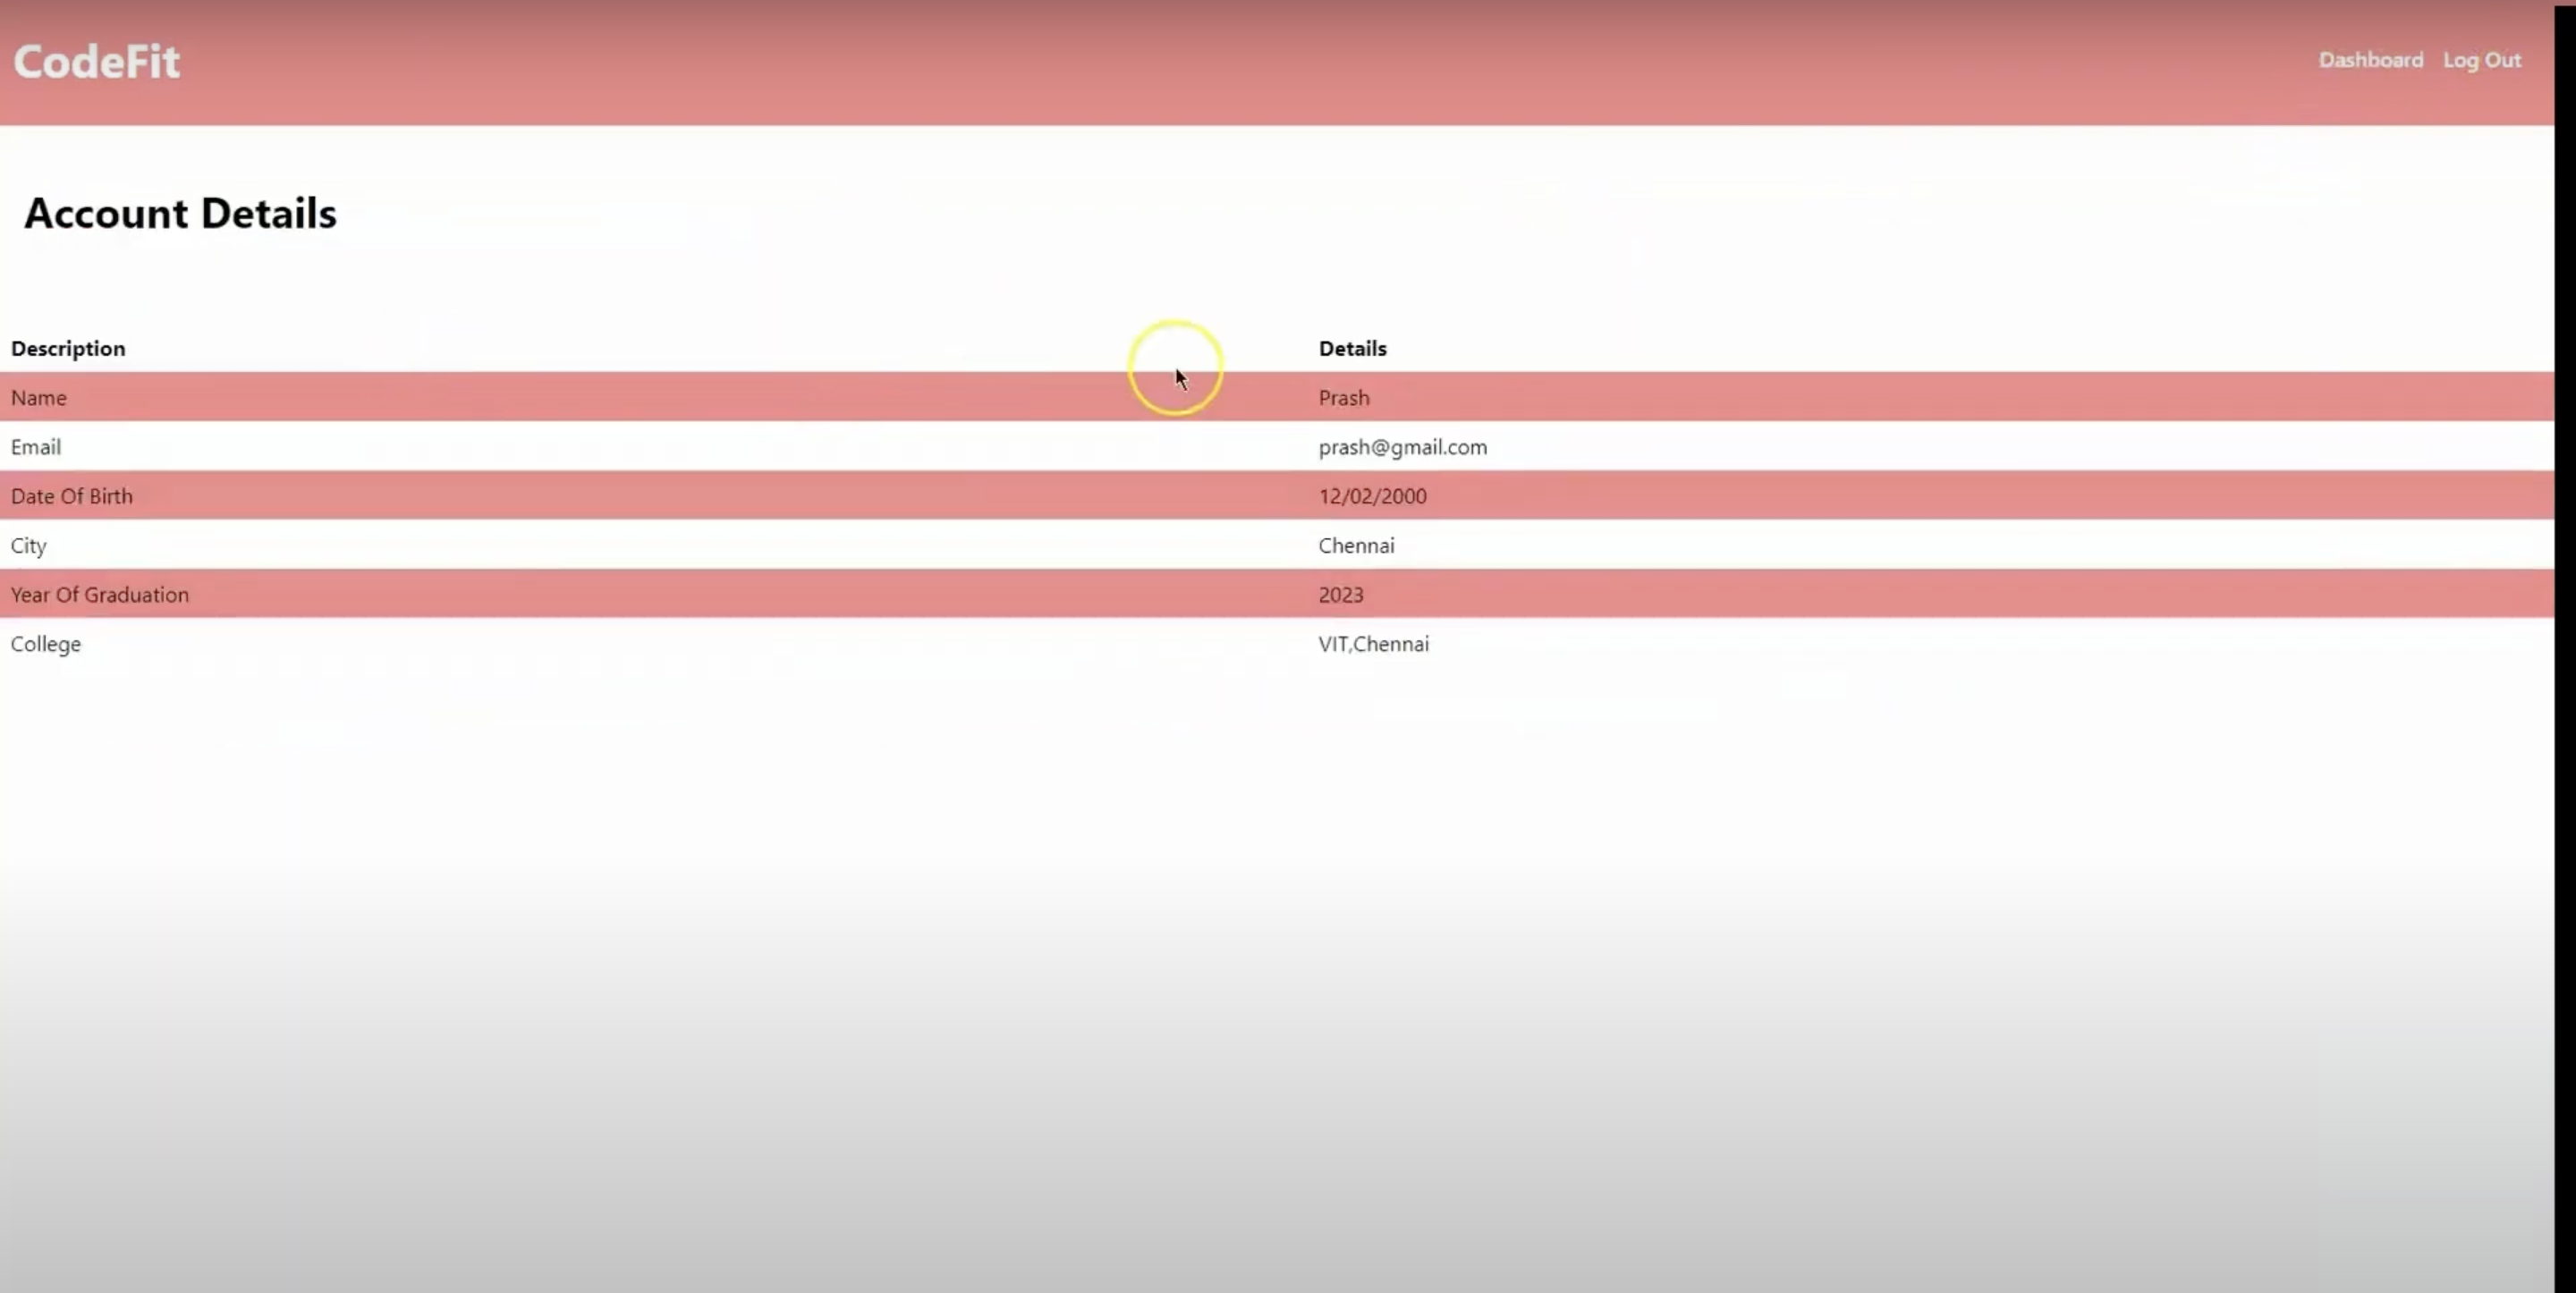 CodeFit
Dashboard Log Out
Account Details
Description Details
Name Prash
Email prash@gmail.com
Date Of Birth 12/02/2000
City Chennai
Year Of Graduation 2023
College VIT,Chennai